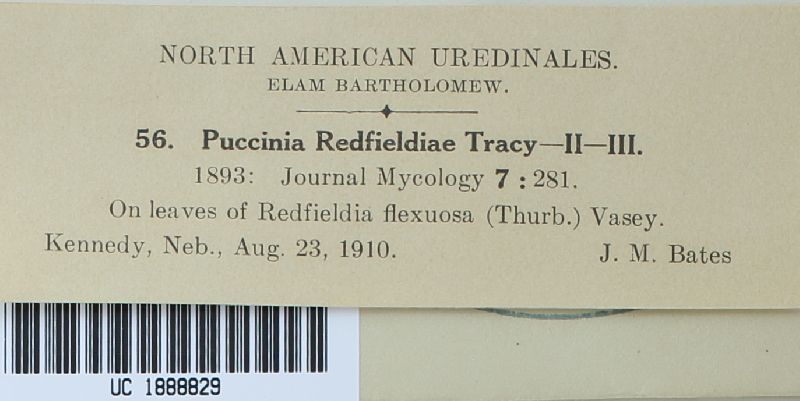 NORTH AMERICAN UREDINALES.
ELAM BARTHOLOMEW.
56. Puccinia Redfieldiae Tracy—II—III.
1893: Journal Mycology 7 : 281.
On leaves of Redfieldia flexuosa (Thurb.) Vasey.
Kennedy, Neb., Aug. 23, 1910. J. M. Bates
UC 1888829